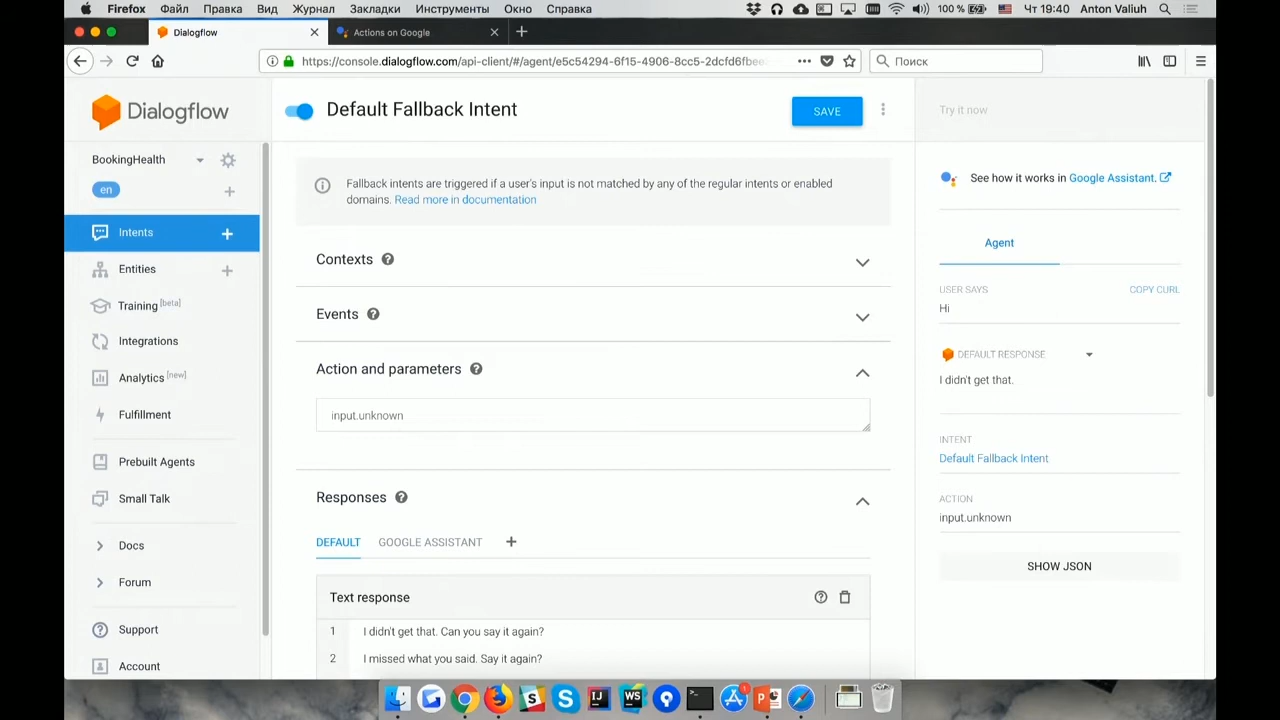 Firefox Файл Правка Вид Журнал Закладки Инструменты Окно Справка 100 % Чт 19:40 Anton Valiuh
Dialogflow Actions on Google
https://console.dialogflow.com/api-client/#/agent/e5c54294-6f15-4906-8cc5-2dcfd6fbee Поиск
Dialogflow
BookingHealth
en
Intents
Entities
Training [beta]
Integrations
Analytics [new]
Fulfillment
Prebuilt Agents
Small Talk
Docs
Forum
Support
Account
Default Fallback Intent
SAVE
Fallback intents are triggered if a user's input is not matched by any of the regular intents or enabled
domains. Read more in documentation
Contexts
Events
Action and parameters
input.unknown
Responses
DEFAULT GOOGLE ASSISTANT
Text response
1 I didn't get that. Can you say it again?
2 I missed what you said. Say it again?
Try it now
See how it works in Google Assistant.
Agent
USER SAYS COPY CURL
Hi
DEFAULT RESPONSE
I didn't get that.
INTENT
Default Fallback Intent
ACTION
input.unknown
SHOW JSON